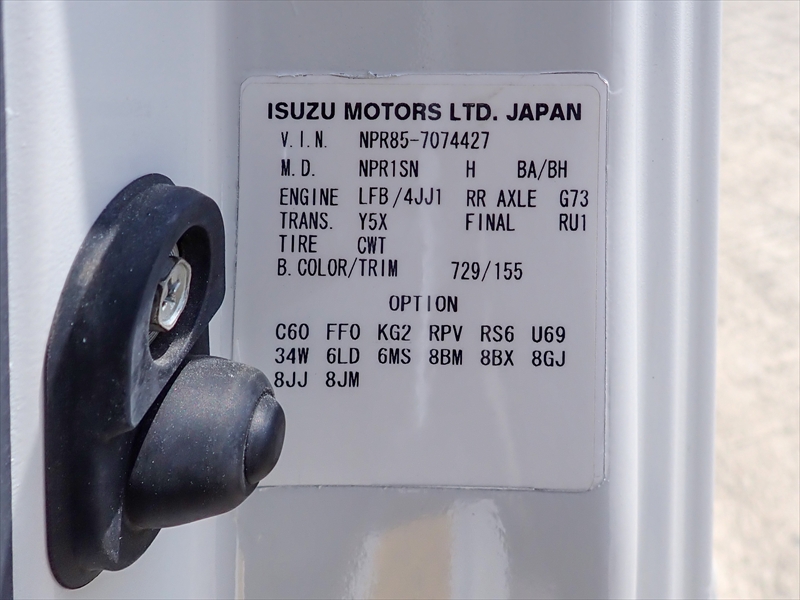 ISUZU MOTORS LTD. JAPAN
V.I.N. NPR85-7074427
M.D. NPR1SN H BA/BH
ENGINE LFB/4JJ1 RR AXLE G73
TRANS. Y5X FINAL RU1
TIRE CWT
B.COLOR/TRIM 729/155
OPTION
C60 FF0 KG2 RPV RS6 U69
34W 6LD 6MS 8BM 8BX 8GJ
8JJ 8JM